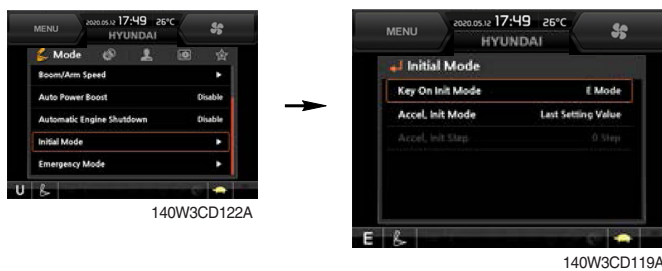 MENU
2020.05.12 17:49 26°C
HYUNDAI
Mode
Boom/Arm Speed
Auto Power Boost Disable
Automatic Engine Shutdown Disable
Initial Mode
Emergency Mode
U
140W3CD122A
MENU
2020.05.12 17:49 26°C
HYUNDAI
Initial Mode
Key On Init Mode E Mode
Accel. Init Mode Last Setting Value
Accel. Init Step 0 Step
E
140W3CD119A